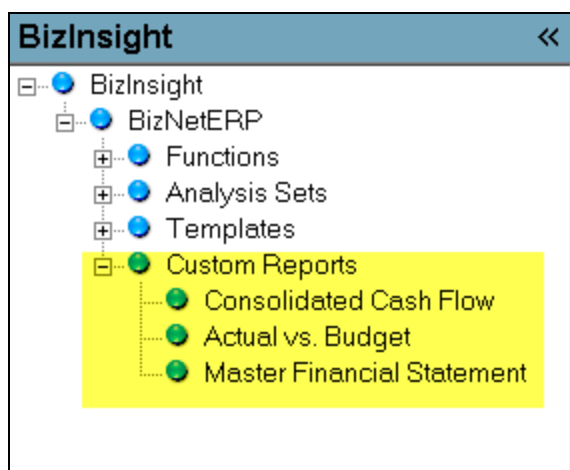 BizInsight «
BizInsight
BizNetERP
Functions
Analysis Sets
Templates
Custom Reports
Consolidated Cash Flow
Actual vs. Budget
Master Financial Statement